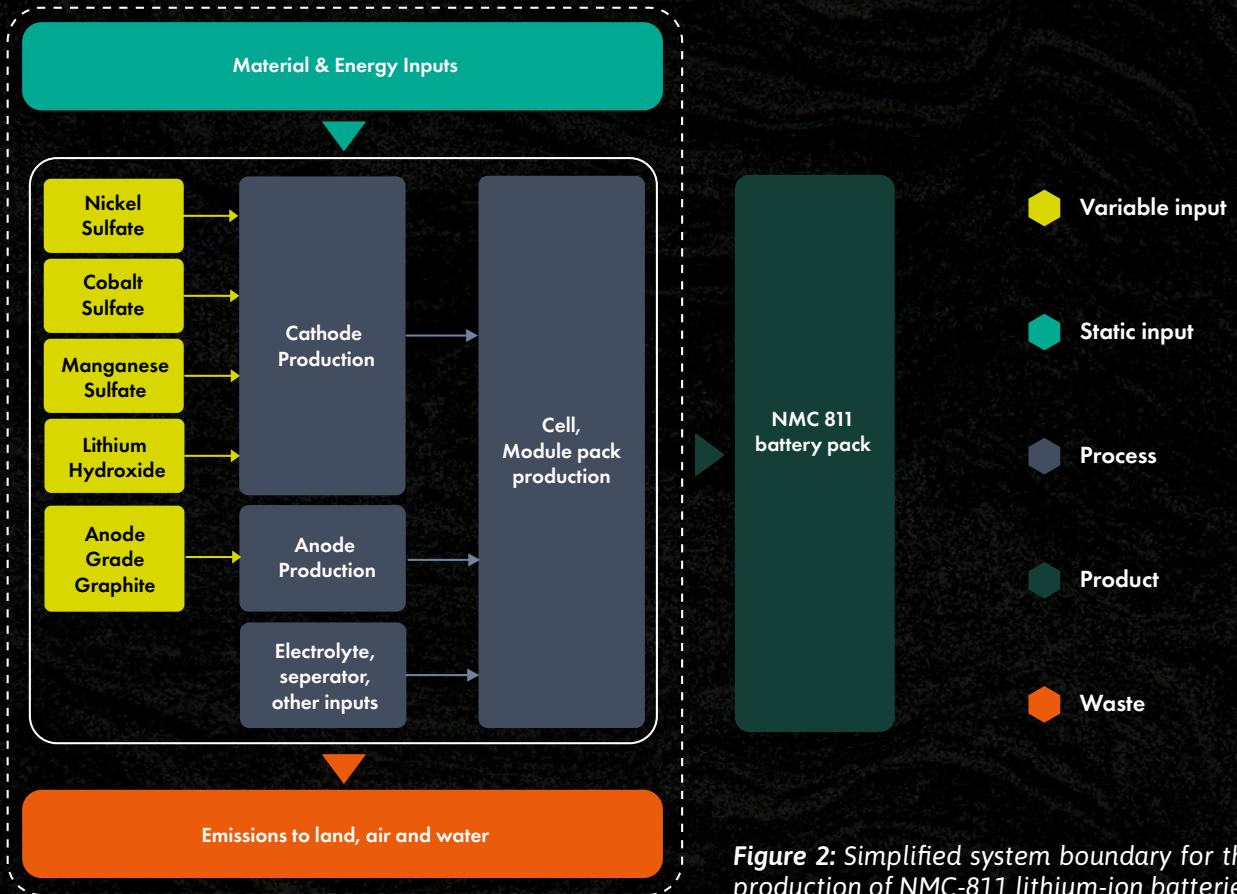 Material & Energy Inputs
Nickel
Sulfate
Cobalt
Sulfate
Manganese
Sulfate
Lithium
Hydroxide
Anode
Grade
Graphite
Cathode
Production
Anode
Production
Electrolyte,
seperator,
other inputs
Cell,
Module pack
production
NMC 811
battery pack
Variable input
Static input
Process
Product
Waste
Emissions to land, air and water
Figure 2: Simplified system boundary for th
production of NMC-811 lithium-ion batterie